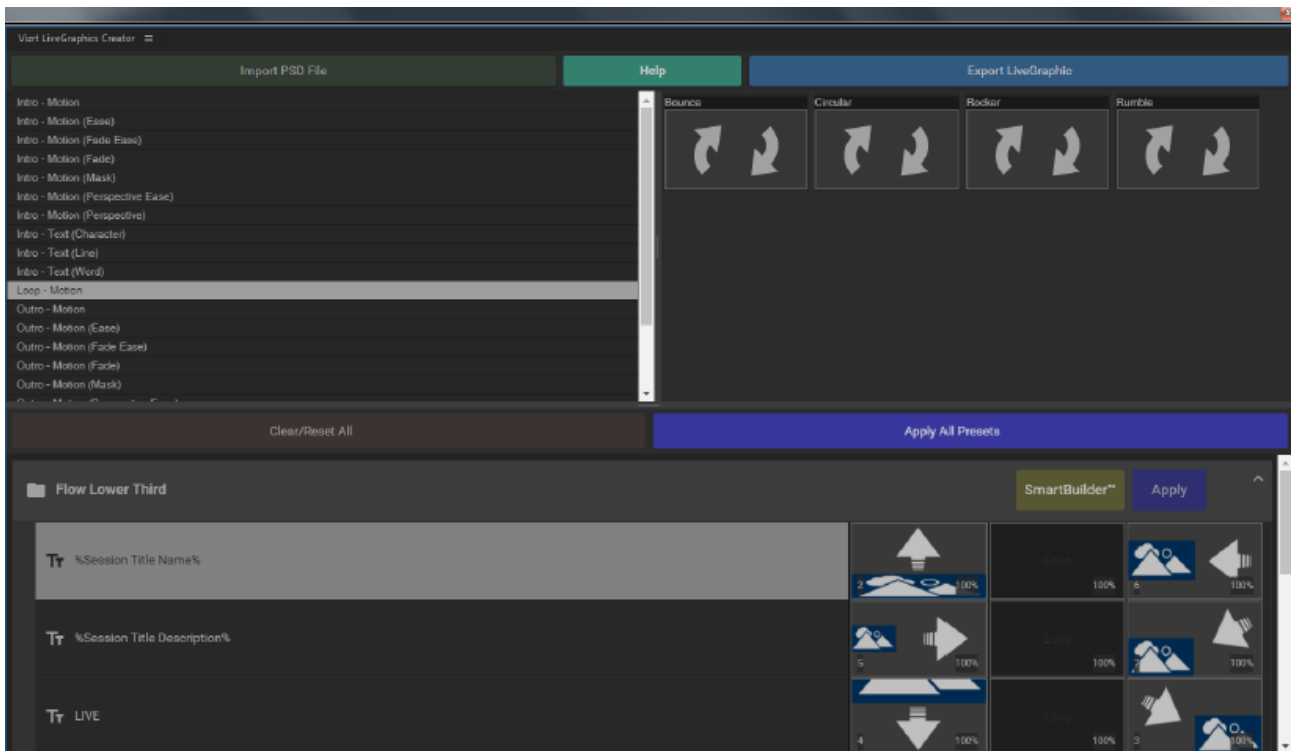 Vizrt LiveGraphics Creator
Import PSD File
Help
Export LiveGraphic
Intro - Motion
Intro - Motion (Ease)
Intro - Motion (Fade Ease)
Intro - Motion (Fade)
Intro - Motion (Mask)
Intro - Motion (Perspective Ease)
Intro - Motion (Perspective)
Intro - Text (Character)
Intro - Text (Line)
Intro - Text (Word)
Loop - Motion
Outro - Motion
Outro - Motion (Ease)
Outro - Motion (Fade Ease)
Outro - Motion (Fade)
Outro - Motion (Mask)
Bounce
Circular
Rocker
Rumble
Clear/Reset All
Apply All Presets
Flow Lower Third
SmartBuilder™
Apply
Tт %Session Title Name%
2 100%
Loop 100%
6 100%
Tт %Session Title Description%
5 100%
Loop 100%
7 100%
Tт LIVE
4 100%
Loop 100%
3 100%